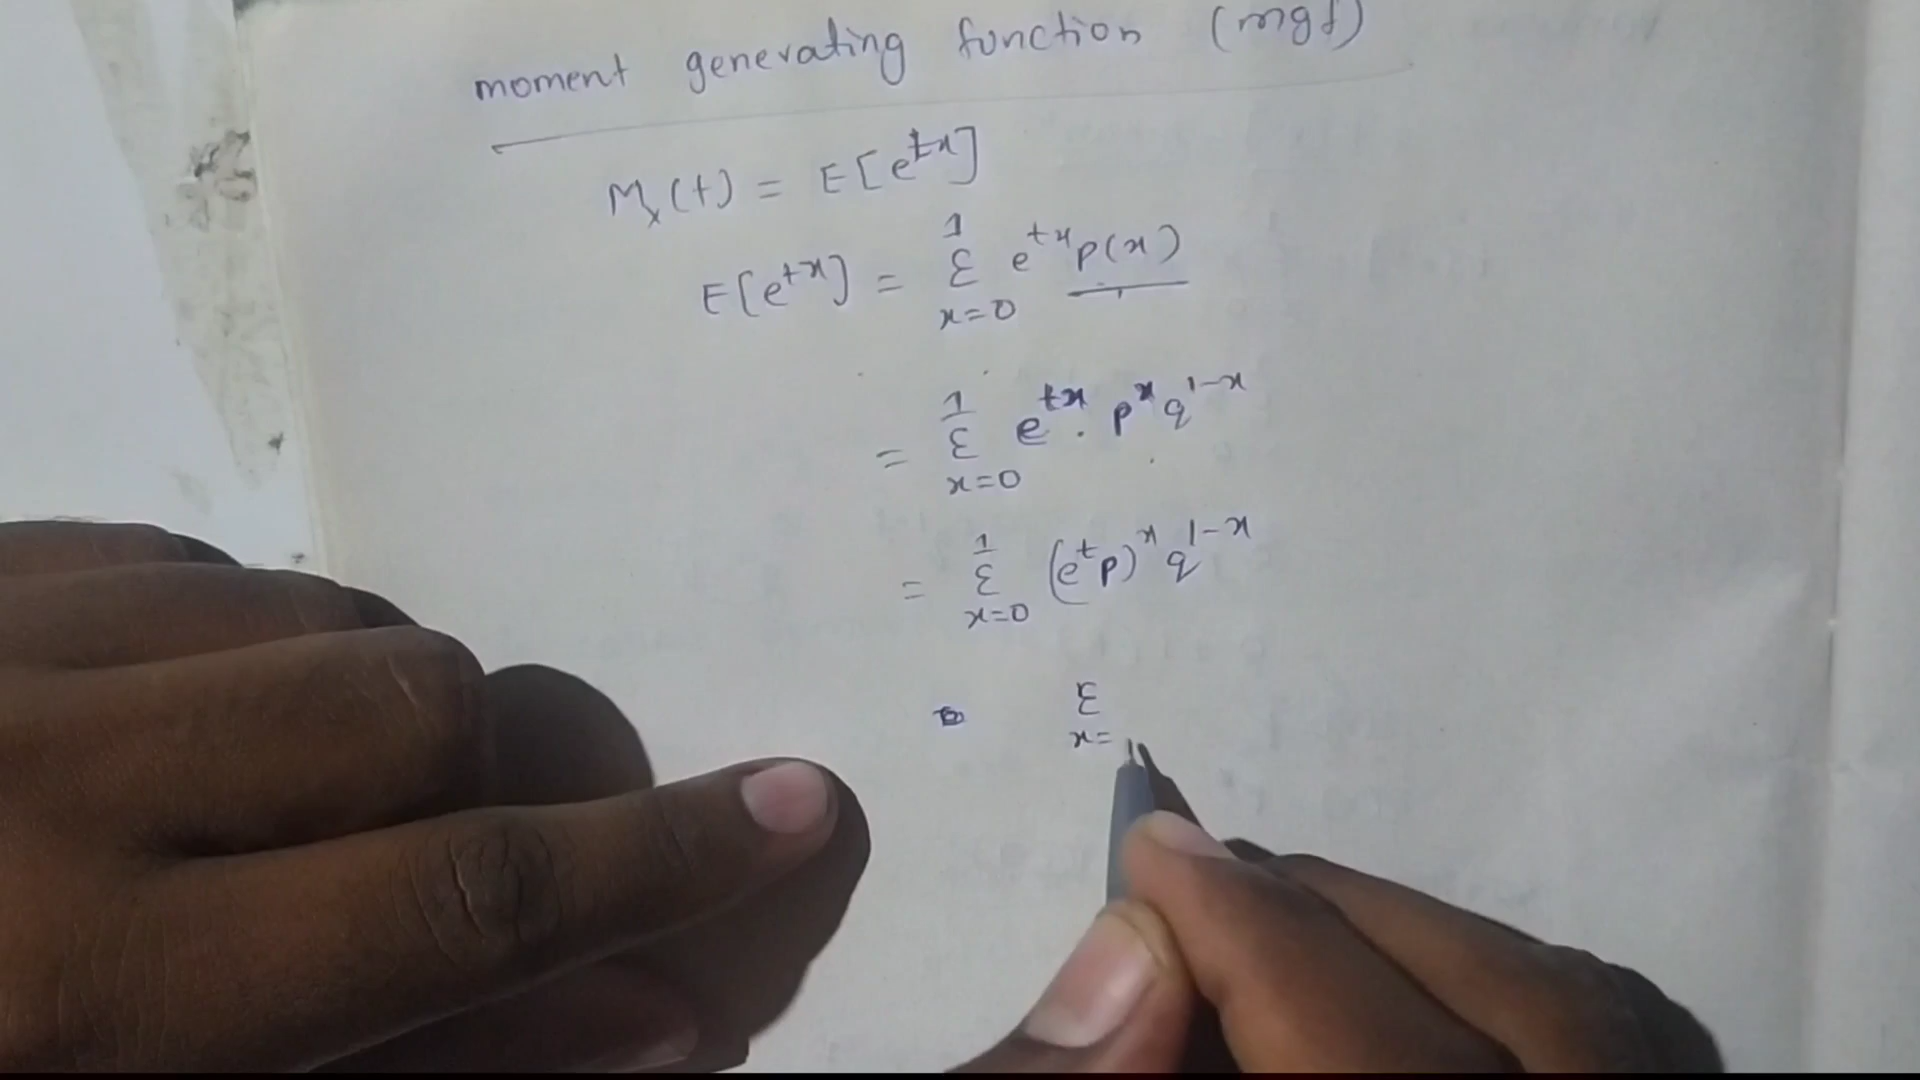 moment generating function (mgf)
Mx(t) = E[e^tx]
E[e^tx] = Σ_{x=0}^{1} e^tx p(x)
= Σ_{x=0}^{1} e^tx . p^x q^1-x
= Σ_{x=0}^{1} (e^t p)^x q^1-x
Σ_{x=